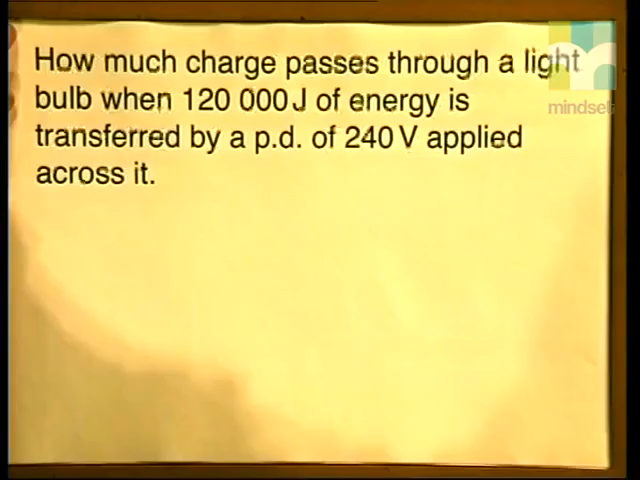 How much charge passes through a light
bulb when 120 000 J of energy is
transferred by a p.d. of 240 V applied
across it.
mindset